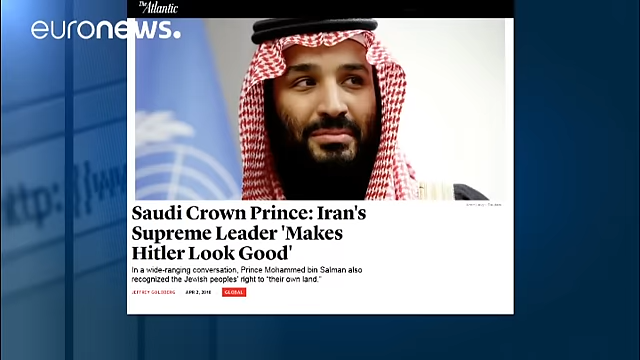 The
Atlantic
euronews.
http://w
Saudi Crown Prince: Iran's
Supreme Leader 'Makes
Hitler Look Good'
In a wide-ranging conversation, Prince Mohammed bin Salman also
recognized the Jewish peoples' right to "their own land."
JEFFREY GOLDBERG APR 2, 2018 GLOBAL